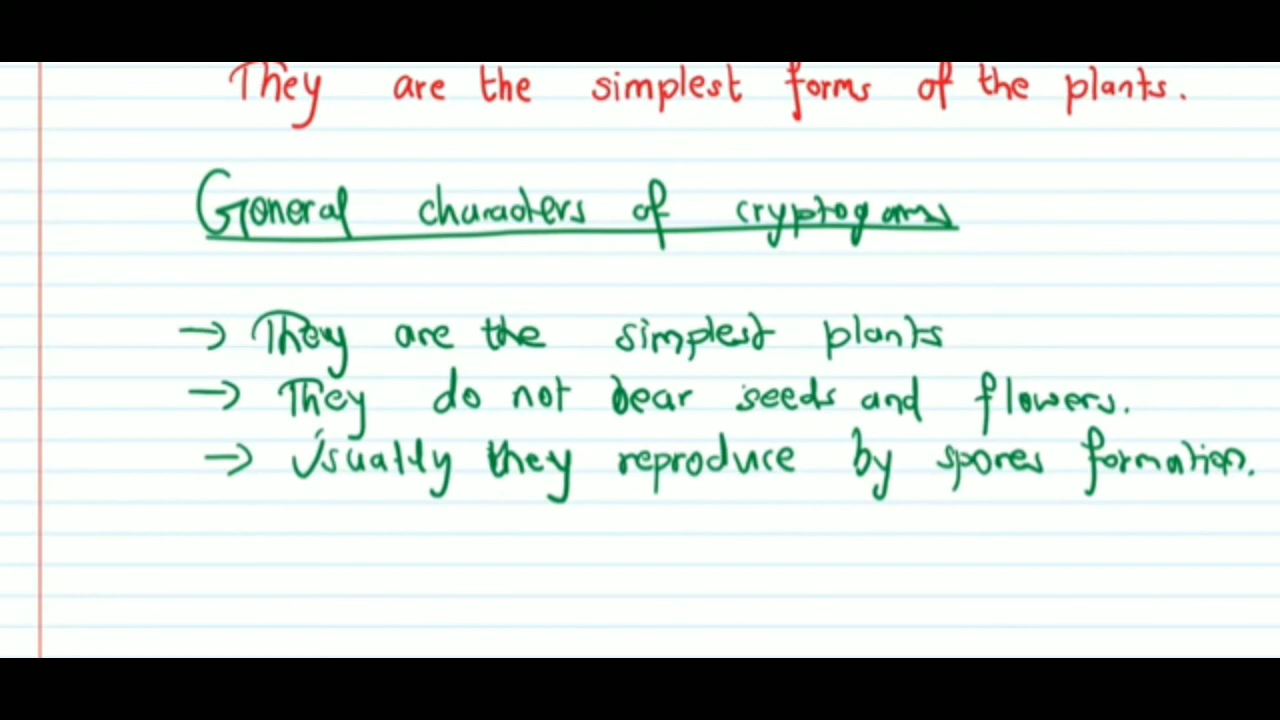 They are the simplest forms of the plants.
General characters of cryptogams
→ They are the simplest plants
→ They do not bear seeds and flowers.
→ Usually they reproduce by spores formation.